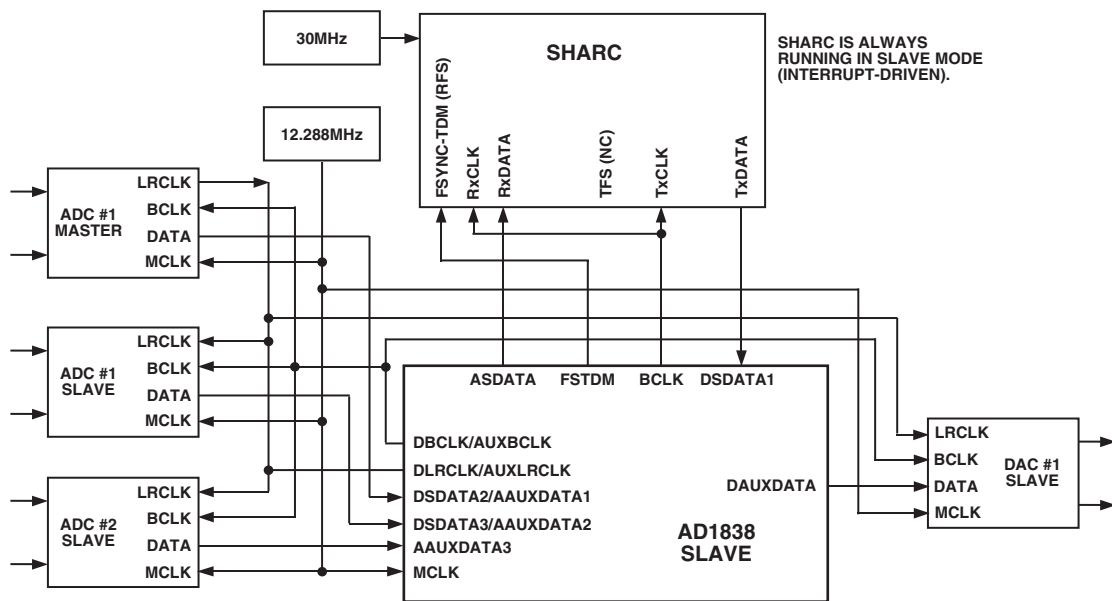 30MHz
SHARC
SHARC IS ALWAYS
RUNNING IN SLAVE MODE
(INTERRUPT-DRIVEN).
12.288MHz
FSYNC-TDM (RFS)
RxCLK
RxDATA
TFS (NC)
TxCLK
TxDATA
ADC #1
MASTER
LRCLK
BCLK
DATA
MCLK
ADC #1
SLAVE
LRCLK
BCLK
DATA
MCLK
ADC #2
SLAVE
LRCLK
BCLK
DATA
MCLK
ASDATA
FSTDM
BCLK
DSDATA1
DBCLK/AUXBCLK
DLRCLK/AUXLRCLK
DSDATA2/AAUXDATA1
DSDATA3/AAUXDATA2
AAUXDATA3
MCLK
DAUXDATA
AD1838
SLAVE
LRCLK
BCLK
DATA
MCLK
DAC #1
SLAVE